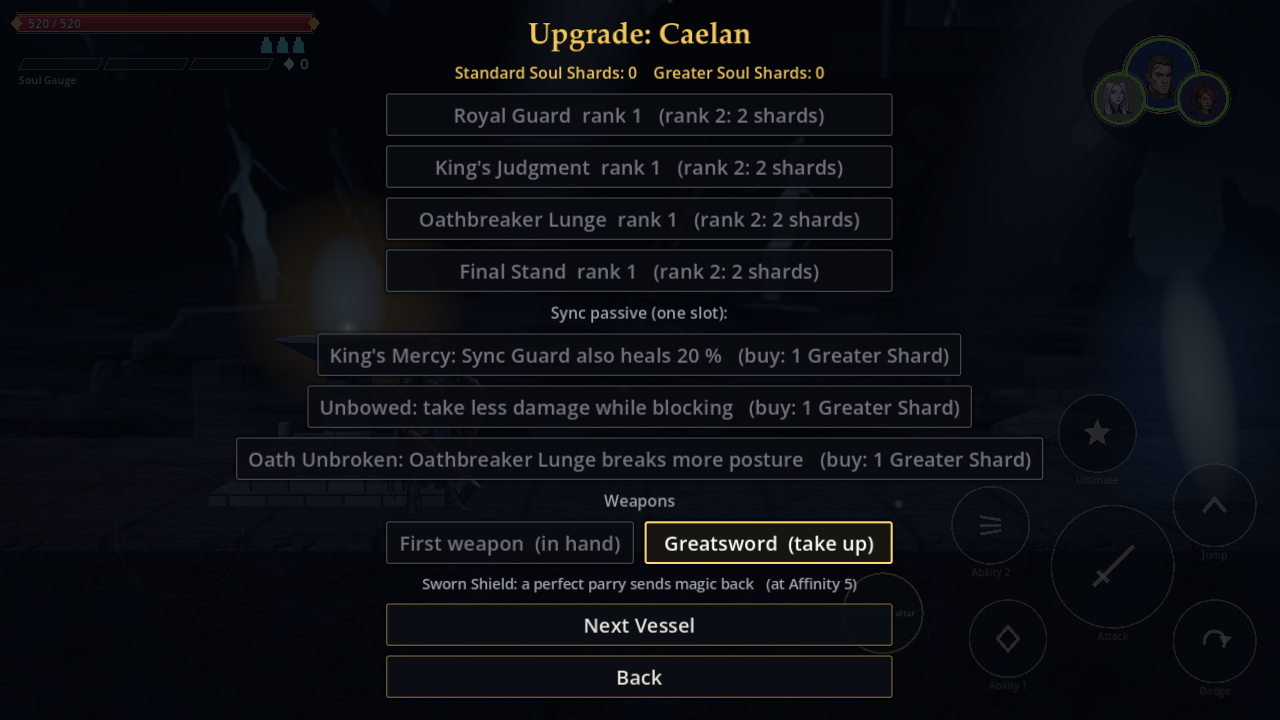 520 / 520
Soul Gauge
0
Upgrade: Caelan
Standard Soul Shards: 0 Greater Soul Shards: 0
Royal Guard rank 1 (rank 2: 2 shards)
King's Judgment rank 1 (rank 2: 2 shards)
Oathbreaker Lunge rank 1 (rank 2: 2 shards)
Final Stand rank 1 (rank 2: 2 shards)
Sync passive (one slot):
King's Mercy: Sync Guard also heals 20 % (buy: 1 Greater Shard)
Unbowed: take less damage while blocking (buy: 1 Greater Shard)
Oath Unbroken: Oathbreaker Lunge breaks more posture (buy: 1 Greater Shard)
Weapons
First weapon (in hand)
Greatsword (take up)
Sworn Shield: a perfect parry sends magic back (at Affinity 5)
Next Vessel
Back
Ultimate
Ability 2
Jump
altar
Attack
Ability 1
Dodge